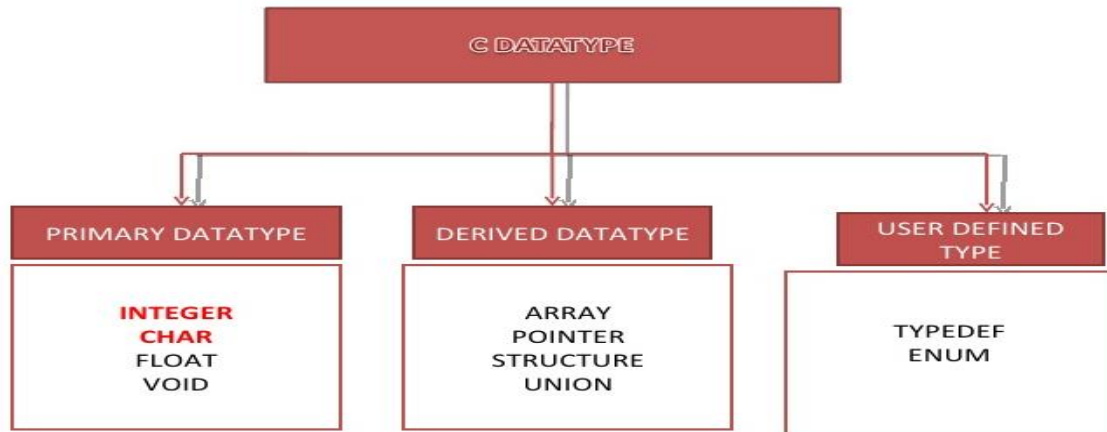 C DATATYPE
PRIMARY DATATYPE
INTEGER
CHAR
FLOAT
VOID
DERIVED DATATYPE
ARRAY
POINTER
STRUCTURE
UNION
USER DEFINED
TYPE
TYPEDEF
ENUM